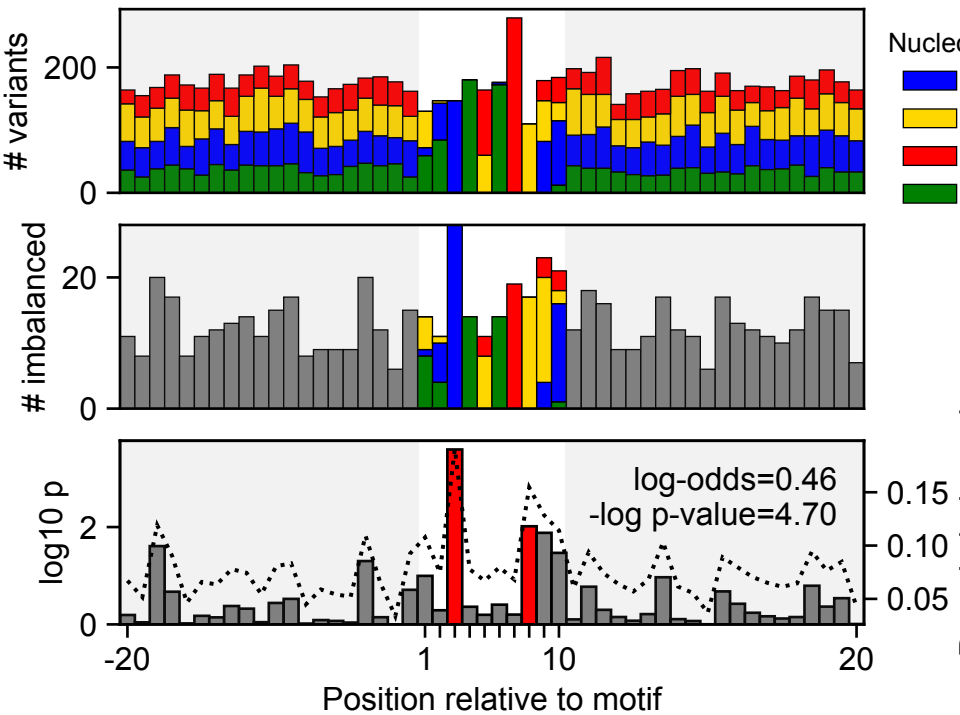 # variants
200
0
Nucleo
# imbalanced
20
0
log10 p
2
0
log-odds=0.46
-log p-value=4.70
0.15
0.10
0.05
-20
1
10
20
Position relative to motif